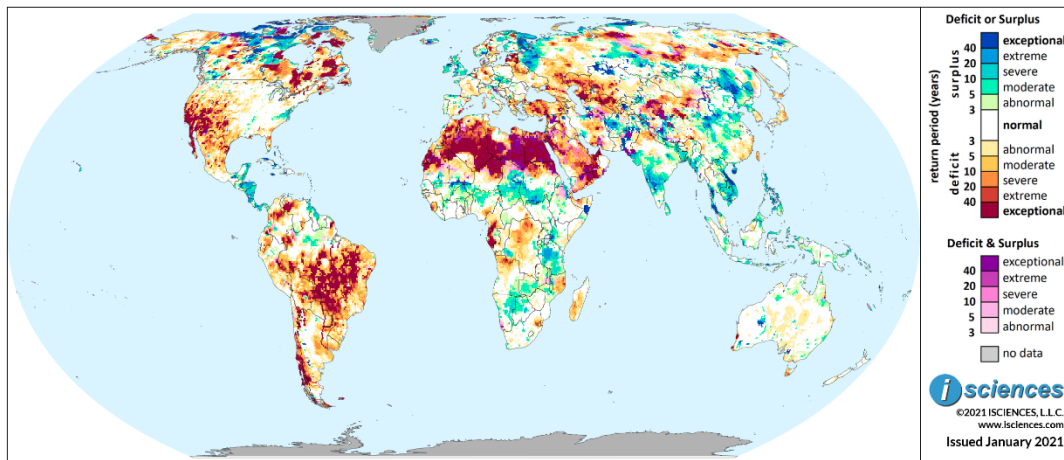 Deficit or Surplus
return period (years)
surplus
deficit
40
20
10
5
3
exceptional
extreme
severe
moderate
abnormal
normal
3
5
10
20
40
abnormal
moderate
severe
extreme
exceptional
Deficit & Surplus
40
20
10
5
3
exceptional
extreme
severe
moderate
abnormal
no data
i sciences
©2021 ISCIENCES, L.L.C.
www.isciences.com
Issued January 2021